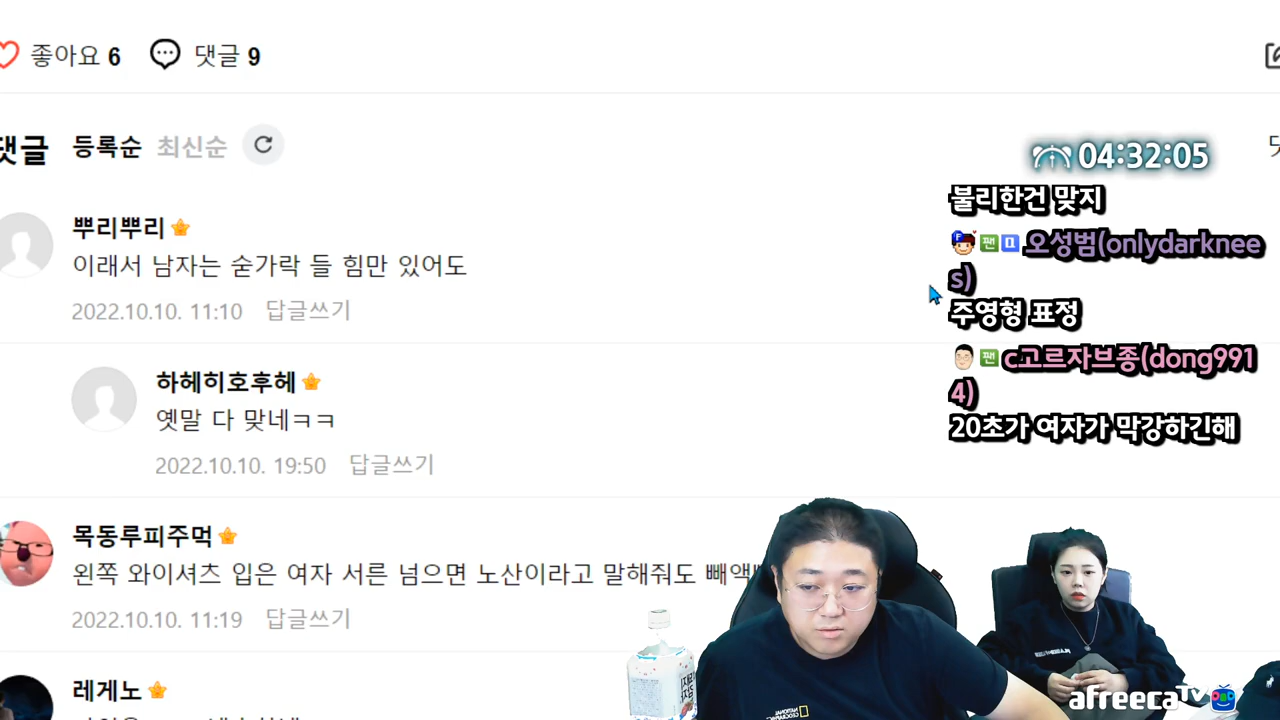 좋아요 6 댓글 9
댓글 등록순 최신순
04:32:05
불리한건 맞지
팬 오성범(onlydarknee
s)
주영형 표정
팬 c고르자브종(dong991
4)
20초가 여자가 막강하긴해
뿌리뿌리
이래서 남자는 숟가락 들 힘만 있어도
2022.10.10. 11:10 답글쓰기
하헤히호후헤
옛말 다 맞네ㅋㅋ
2022.10.10. 19:50 답글쓰기
목동루피주먹
왼쪽 와이셔츠 입은 여자 서른 넘으면 노산이라고 말해줘도 빼액
2022.10.10. 11:19 답글쓰기
레게노
NATIONAL
GEOGRAPHIC
afreecaTV